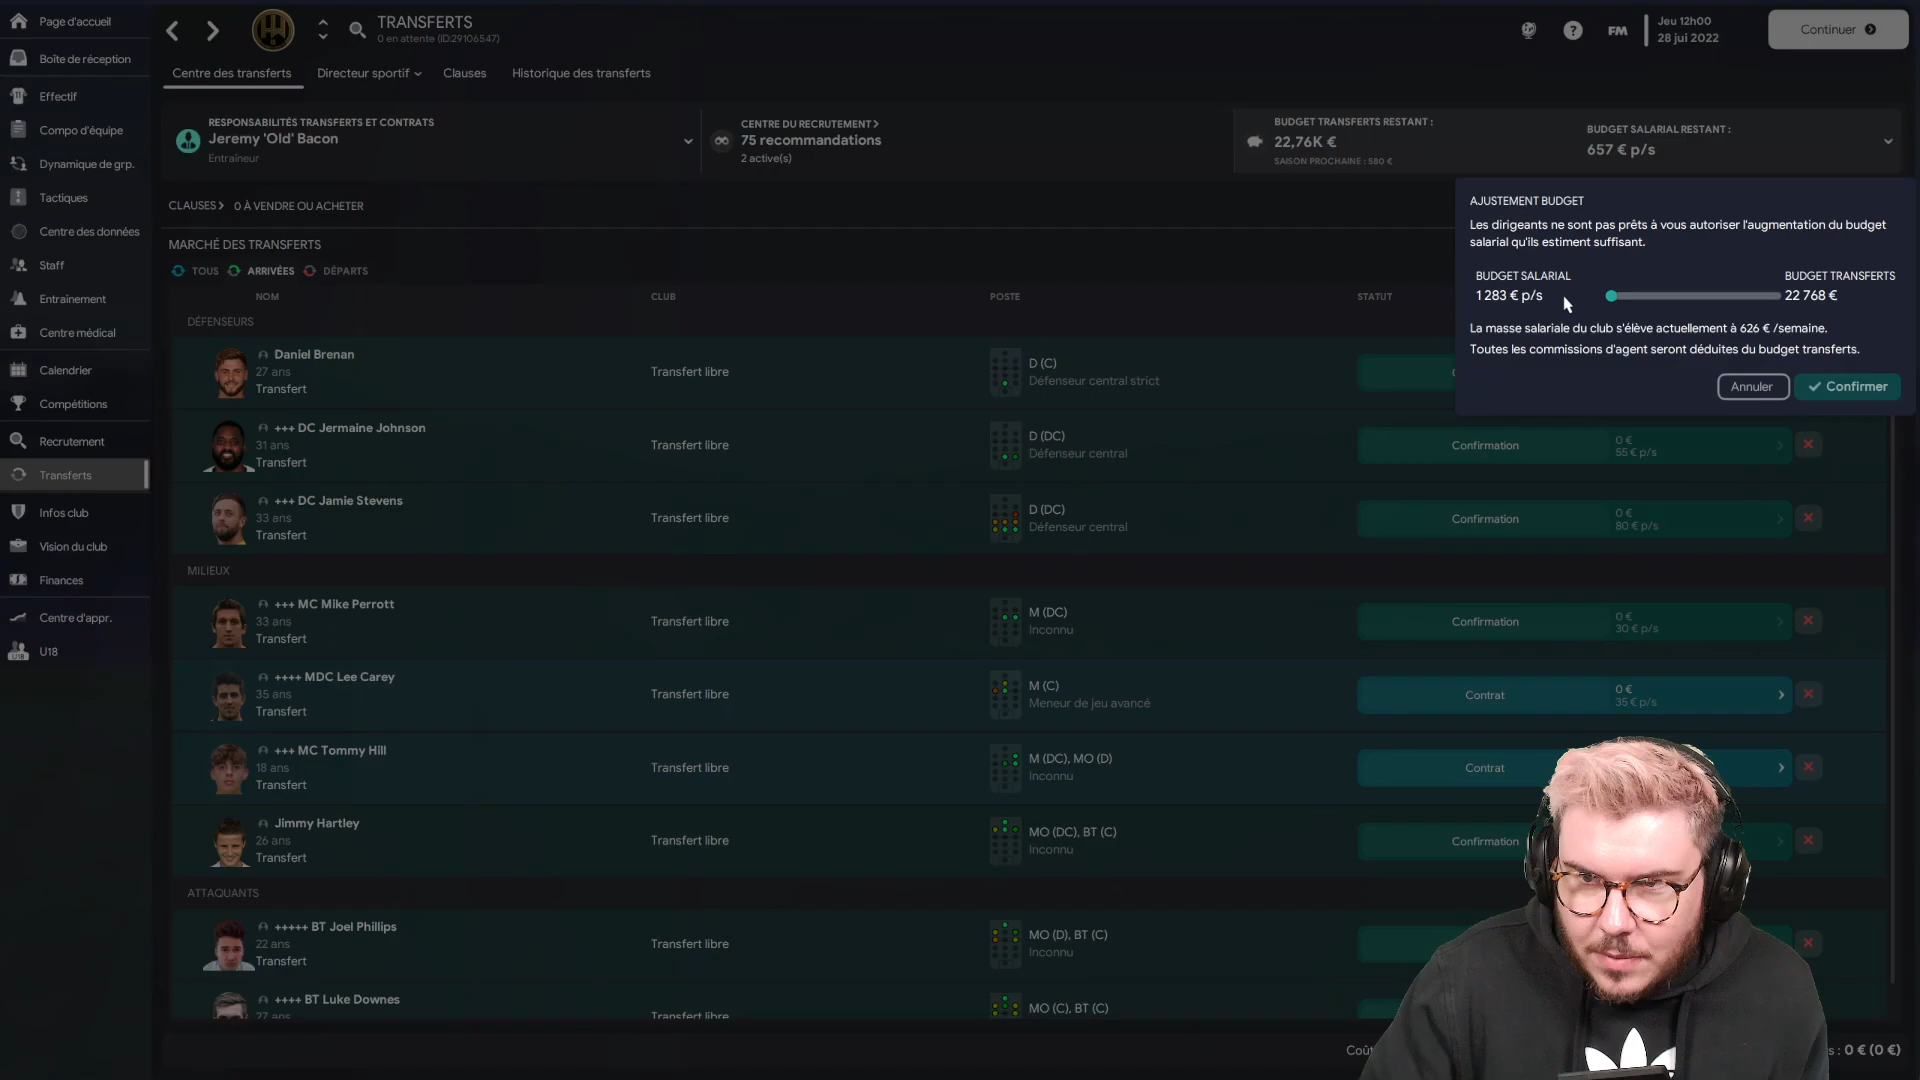 Page d'accueil
Boîte de réception
Effectif
Compo d'équipe
Dynamique de grp.
Tactiques
Centre des données
Staff
Entraînement
Centre médical
Calendrier
Compétitions
Recrutement
Transferts
Infos club
Vision du club
Finances
Centre d'appr.
U18
TRANSFERTS
0 en attente (ID:29106547)
FM
Jeu 12h00
28 jui 2022
Continuer
Centre des transferts
Directeur sportif
Clauses
Historique des transferts
RESPONSABILITÉS TRANSFERTS ET CONTRATS
Jeremy 'Old' Bacon
Entraîneur
CENTRE DU RECRUTEMENT >
75 recommandations
2 active(s)
BUDGET TRANSFERTS RESTANT :
22,76K €
SAISON PROCHAINE : 580 €
BUDGET SALARIAL RESTANT :
657 € p/s
CLAUSES > 0 À VENDRE OU ACHETER
MARCHÉ DES TRANSFERTS
TOUS ARRIVÉES DÉPARTS
AJUSTEMENT BUDGET
Les dirigeants ne sont pas prêts à vous autoriser l'augmentation du budget
salarial qu'ils estiment suffisant.
BUDGET SALARIAL BUDGET TRANSFERTS
1 283 € p/s 22 768 €
La masse salariale du club s'élève actuellement à 626 € /semaine.
Toutes les commissions d'agent seront déduites du budget transferts.
Annuler Confirmer
NOM CLUB POSTE STATUT
DÉFENSEURS
Daniel Brenan
27 ans
Transfert
Transfert libre
D (C)
Défenseur central strict
+++ DC Jermaine Johnson
31 ans
Transfert
Transfert libre
D (DC)
Défenseur central
Confirmation
0 €
55 € p/s
+++ DC Jamie Stevens
33 ans
Transfert
Transfert libre
D (DC)
Défenseur central
Confirmation
0 €
80 € p/s
MILIEUX
+++ MC Mike Perrott
33 ans
Transfert
Transfert libre
M (DC)
Inconnu
Confirmation
0 €
30 € p/s
++++ MDC Lee Carey
35 ans
Transfert
Transfert libre
M (C)
Meneur de jeu avancé
Contrat
0 €
35 € p/s
+++ MC Tommy Hill
18 ans
Transfert
Transfert libre
M (DC), MO (D)
Inconnu
Contrat
Jimmy Hartley
26 ans
Transfert
Transfert libre
MO (DC), BT (C)
Inconnu
Confirmation
ATTAQUANTS
+++++ BT Joel Phillips
22 ans
Transfert
Transfert libre
MO (D), BT (C)
Inconnu
++++ BT Luke Downes
27 ans
Transfert libre
MO (C), BT (C)
Coût
s : 0 € (0 €)